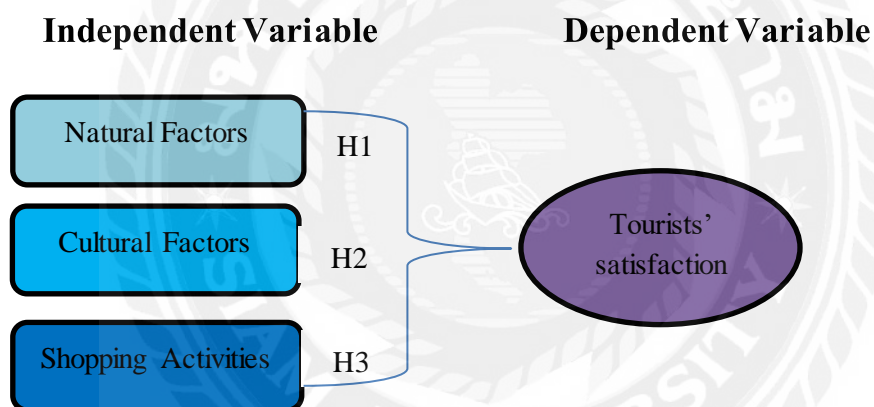 Independent Variable
Dependent Variable
Natural Factors
H1
Cultural Factors
H2
Shopping Activities
H3
Tourists’
satisfaction